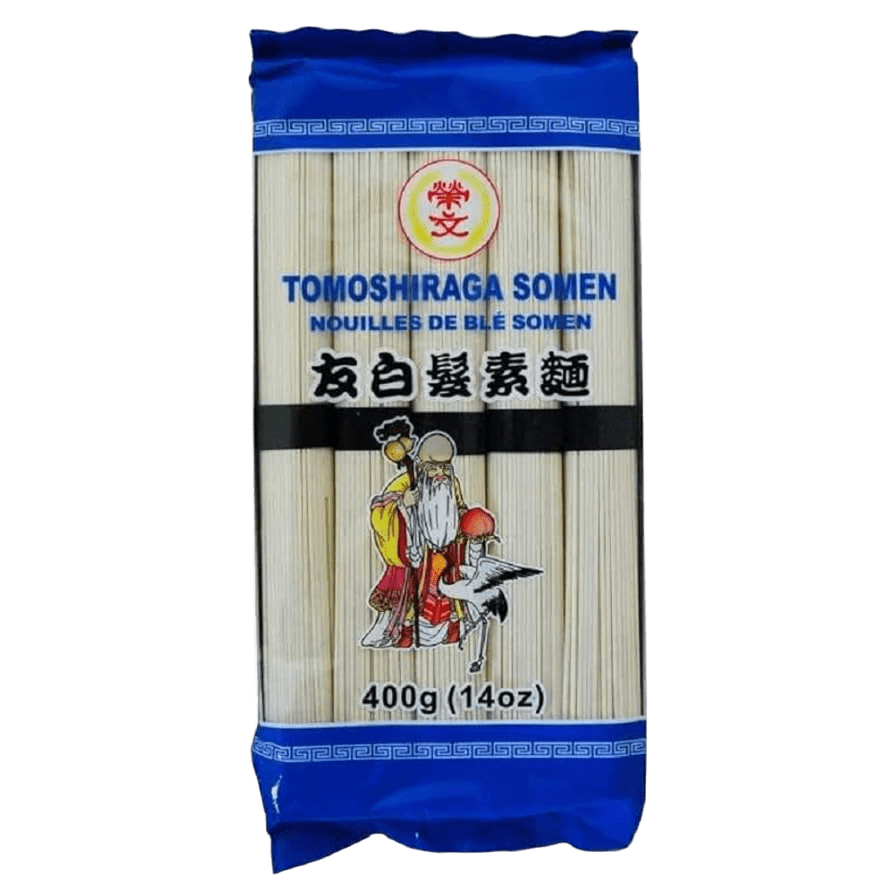 榮文
TOMOSHIRAGA SOMEN
NOUILLES DE BLÉ SOMEN
友白髮素麵
400g (14oz)